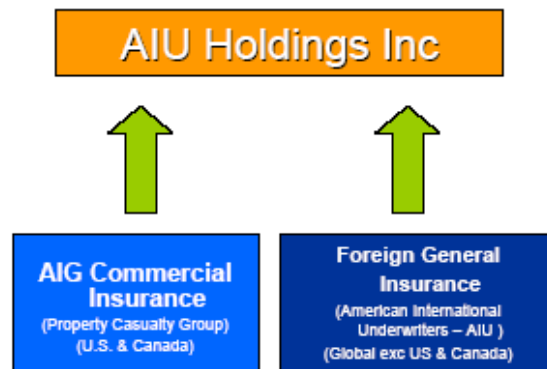 AIU Holdings Inc
AIG Commercial
Insurance
(Property Casualty Group)
(U.S. & Canada)
Foreign General
Insurance
(American International
Underwriters – AIU )
(Global exc US & Canada)